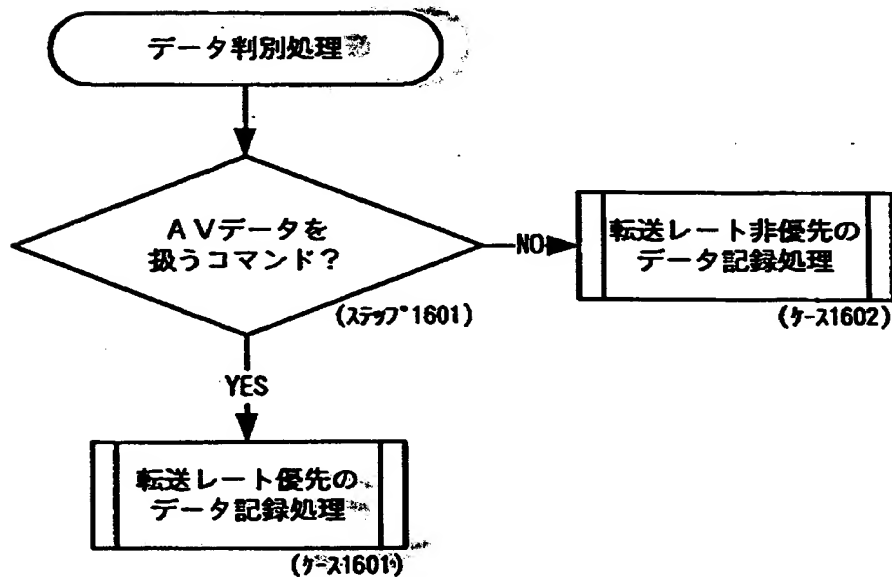 データ判別処理
AVデータを
扱うコマンド？
(ステップ1601)
NO
転送レート非優先の
データ記録処理
(ケース1602)
YES
転送レート優先の
データ記録処理
(ケース1601)